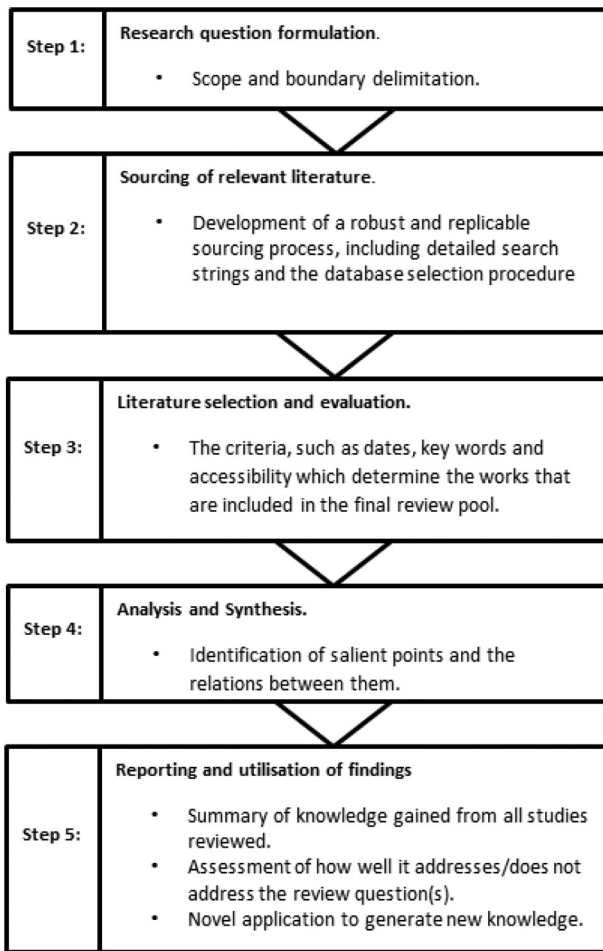 Step 1:
Research question formulation.
• Scope and boundary delimitation.
Step 2:
Sourcing of relevant literature.
• Development of a robust and replicable
sourcing process, including detailed search
strings and the database selection procedure
Step 3:
Literature selection and evaluation.
• The criteria, such as dates, key words and
accessibility which determine the works that
are included in the final review pool.
Step 4:
Analysis and Synthesis.
• Identification of salient points and the
relations between them.
Step 5:
Reporting and utilisation of findings
• Summary of knowledge gained from all studies
reviewed.
• Assessment of how well it addresses/does not
address the review question(s).
• Novel application to generate new knowledge.